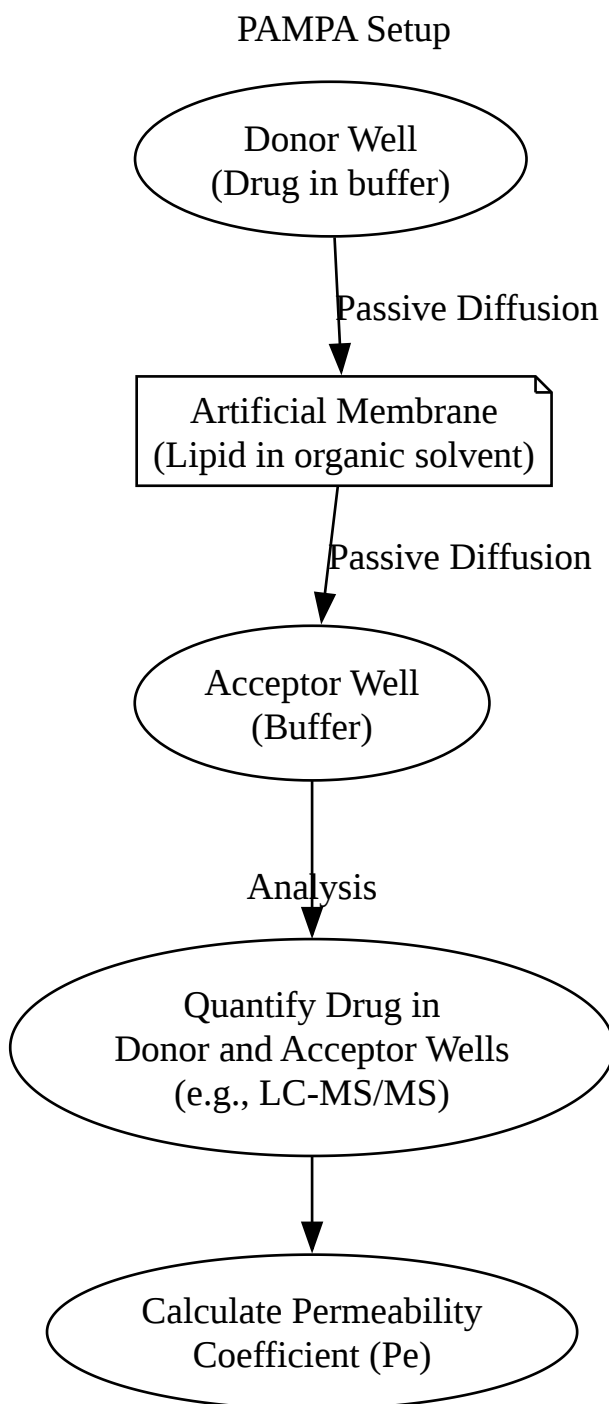 PAMPA Setup
Donor Well
(Drug in buffer)
Passive Diffusion
Artificial Membrane
(Lipid in organic solvent)
Passive Diffusion
Acceptor Well
(Buffer)
Analysis
Quantify Drug in
Donor and Acceptor Wells
(e.g., LC-MS/MS)
Calculate Permeability
Coefficient (Pe)